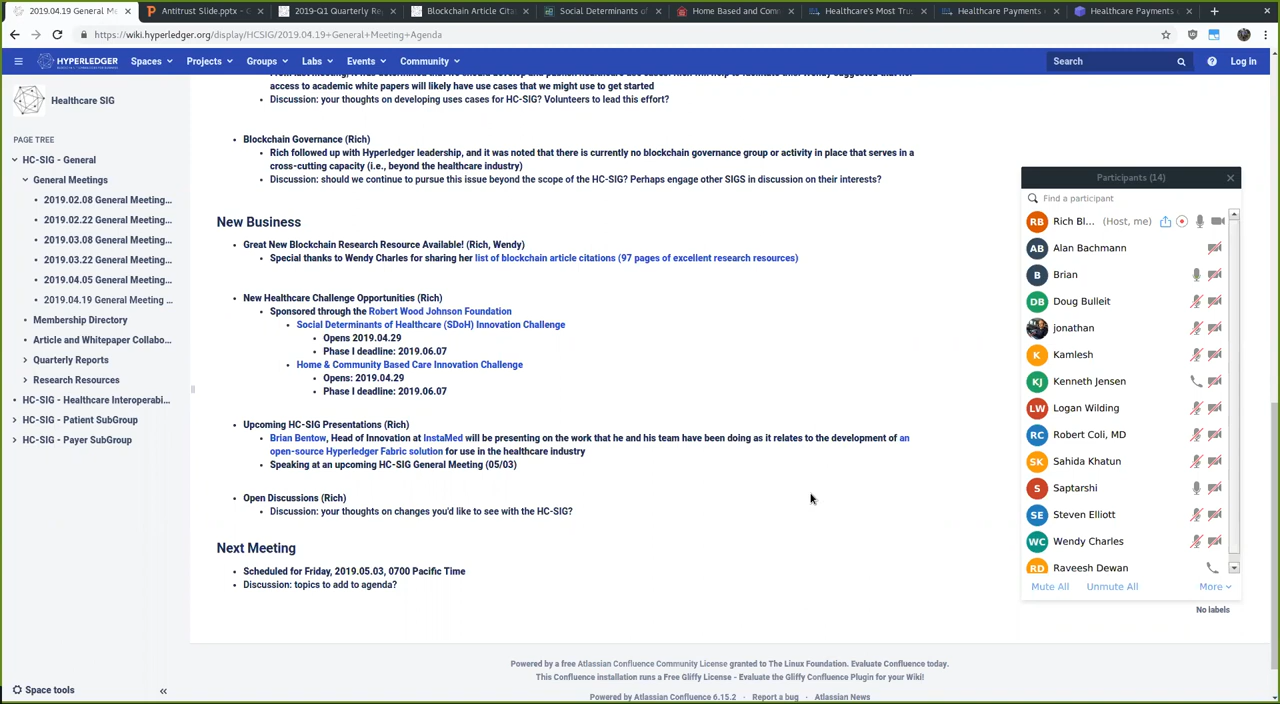 2019.04.19 General Me
Antitrust Slide.pptx - C
2019-Q1 Quarterly Re
Blockchain Article Cita
Social Determinants of
Home Based and Com
Healthcare's Most Trus
Healthcare Payments
Healthcare Payments
https://wiki.hyperledger.org/display/HCSIG/2019.04.19+General+Meeting+Agenda
HYPERLEDGER
Spaces
Projects
Groups
Labs
Events
Community
Search
Log in
Healthcare SIG
PAGE TREE
HC-SIG - General
General Meetings
2019.02.08 General Meeting...
2019.02.22 General Meeting...
2019.03.08 General Meeting...
2019.03.22 General Meeting...
2019.04.05 General Meeting...
2019.04.19 General Meeting ...
Membership Directory
Article and Whitepaper Collabo...
Quarterly Reports
Research Resources
HC-SIG - Healthcare Interoperabi...
HC-SIG - Patient SubGroup
HC-SIG - Payer SubGroup
Space tools
access to academic white papers will likely have use cases that we might use to get started
Discussion: your thoughts on developing uses cases for HC-SIG? Volunteers to lead this effort?
Blockchain Governance (Rich)
Rich followed up with Hyperledger leadership, and it was noted that there is currently no blockchain governance group or activity in place that serves in a
cross-cutting capacity (i.e., beyond the healthcare industry)
Discussion: should we continue to pursue this issue beyond the scope of the HC-SIG? Perhaps engage other SIGS in discussion on their interests?
New Business
Great New Blockchain Research Resource Available! (Rich, Wendy)
Special thanks to Wendy Charles for sharing her list of blockchain article citations (97 pages of excellent research resources)
New Healthcare Challenge Opportunities (Rich)
Sponsored through the Robert Wood Johnson Foundation
Social Determinants of Healthcare (SDoH) Innovation Challenge
Opens 2019.04.29
Phase I deadline: 2019.06.07
Home & Community Based Care Innovation Challenge
Opens: 2019.04.29
Phase I deadline: 2019.06.07
Upcoming HC-SIG Presentations (Rich)
Brian Bentow, Head of Innovation at InstaMed will be presenting on the work that he and his team have been doing as it relates to the development of an
open-source Hyperledger Fabric solution for use in the healthcare industry
Speaking at an upcoming HC-SIG General Meeting (05/03)
Open Discussions (Rich)
Discussion: your thoughts on changes you'd like to see with the HC-SIG?
Next Meeting
Scheduled for Friday, 2019.05.03, 0700 Pacific Time
Discussion: topics to add to agenda?
Participants (14)
Find a participant
RB Rich Bl... (Host, me)
AB Alan Bachmann
B Brian
DB Doug Bulleit
jonathan
K Kamlesh
KJ Kenneth Jensen
LW Logan Wilding
RC Robert Coli, MD
SK Sahida Khatun
S Saptarshi
SE Steven Elliott
WC Wendy Charles
RD Raveesh Dewan
Mute All
Unmute All
More
No labels
Powered by a free Atlassian Confluence Community License granted to The Linux Foundation. Evaluate Confluence today.
This Confluence installation runs a Free Gliffy License - Evaluate the Gliffy Confluence Plugin for your Wiki!
Powered by Atlassian Confluence 6.15.2 · Report a bug · Atlassian News